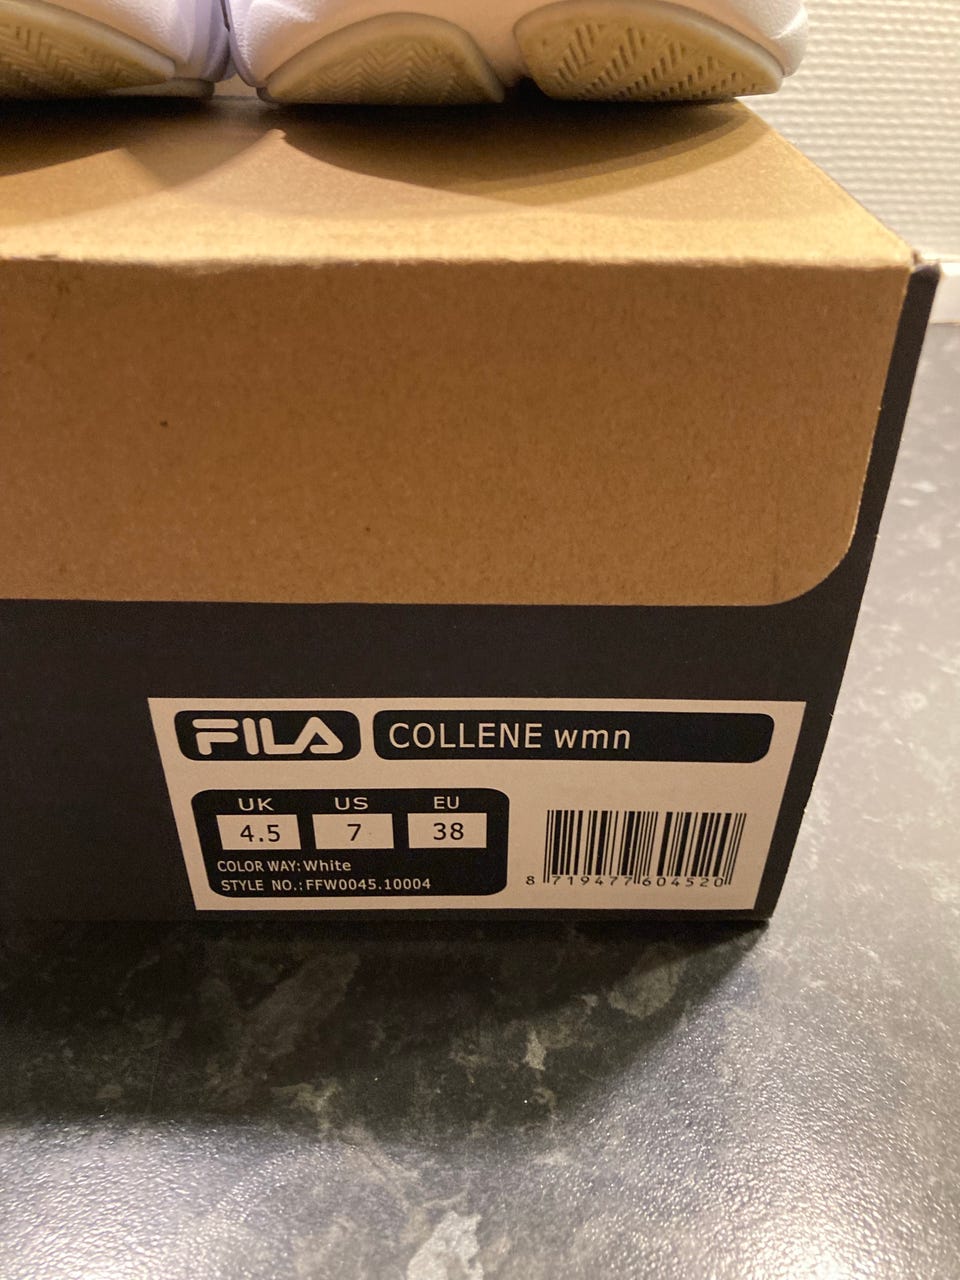 FILA COLLENE wmn
UK US EU
4.5 7 38
COLOR WAY: White
STYLE NO.: FFW0045.10004
8 719477 604520